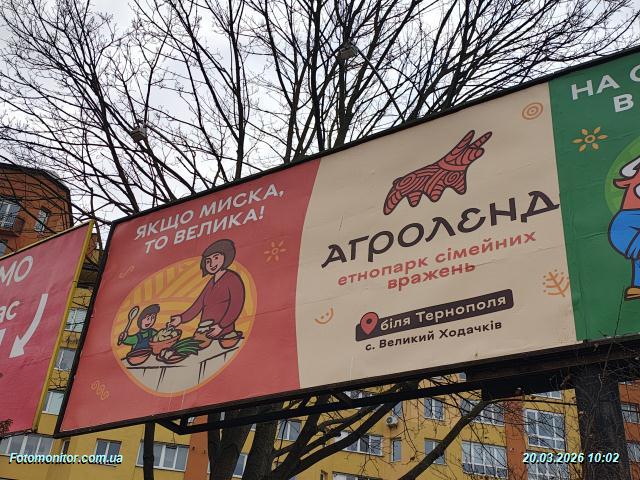 ЯКЩО МИСКА,
ТО ВЕЛИКА!
АГРОЛЕНД
етнопарк сімейних
вражень
біля Тернополя
с. Великий Ходачків
НА
В
Fotomonitor.com.ua
20.03.2026 10:02